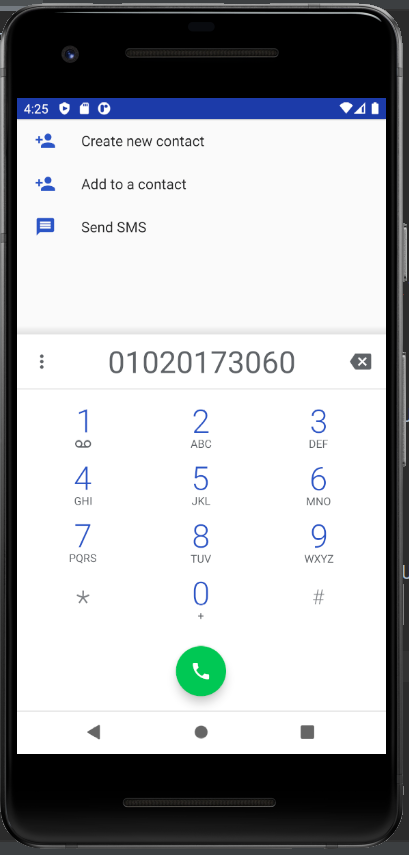 4:25
Create new contact
Add to a contact
Send SMS
01020173060
1 2 3
ABC DEF
4 5 6
GHI JKL MNO
7 8 9
PQRS TUV WXYZ
* 0 #
+